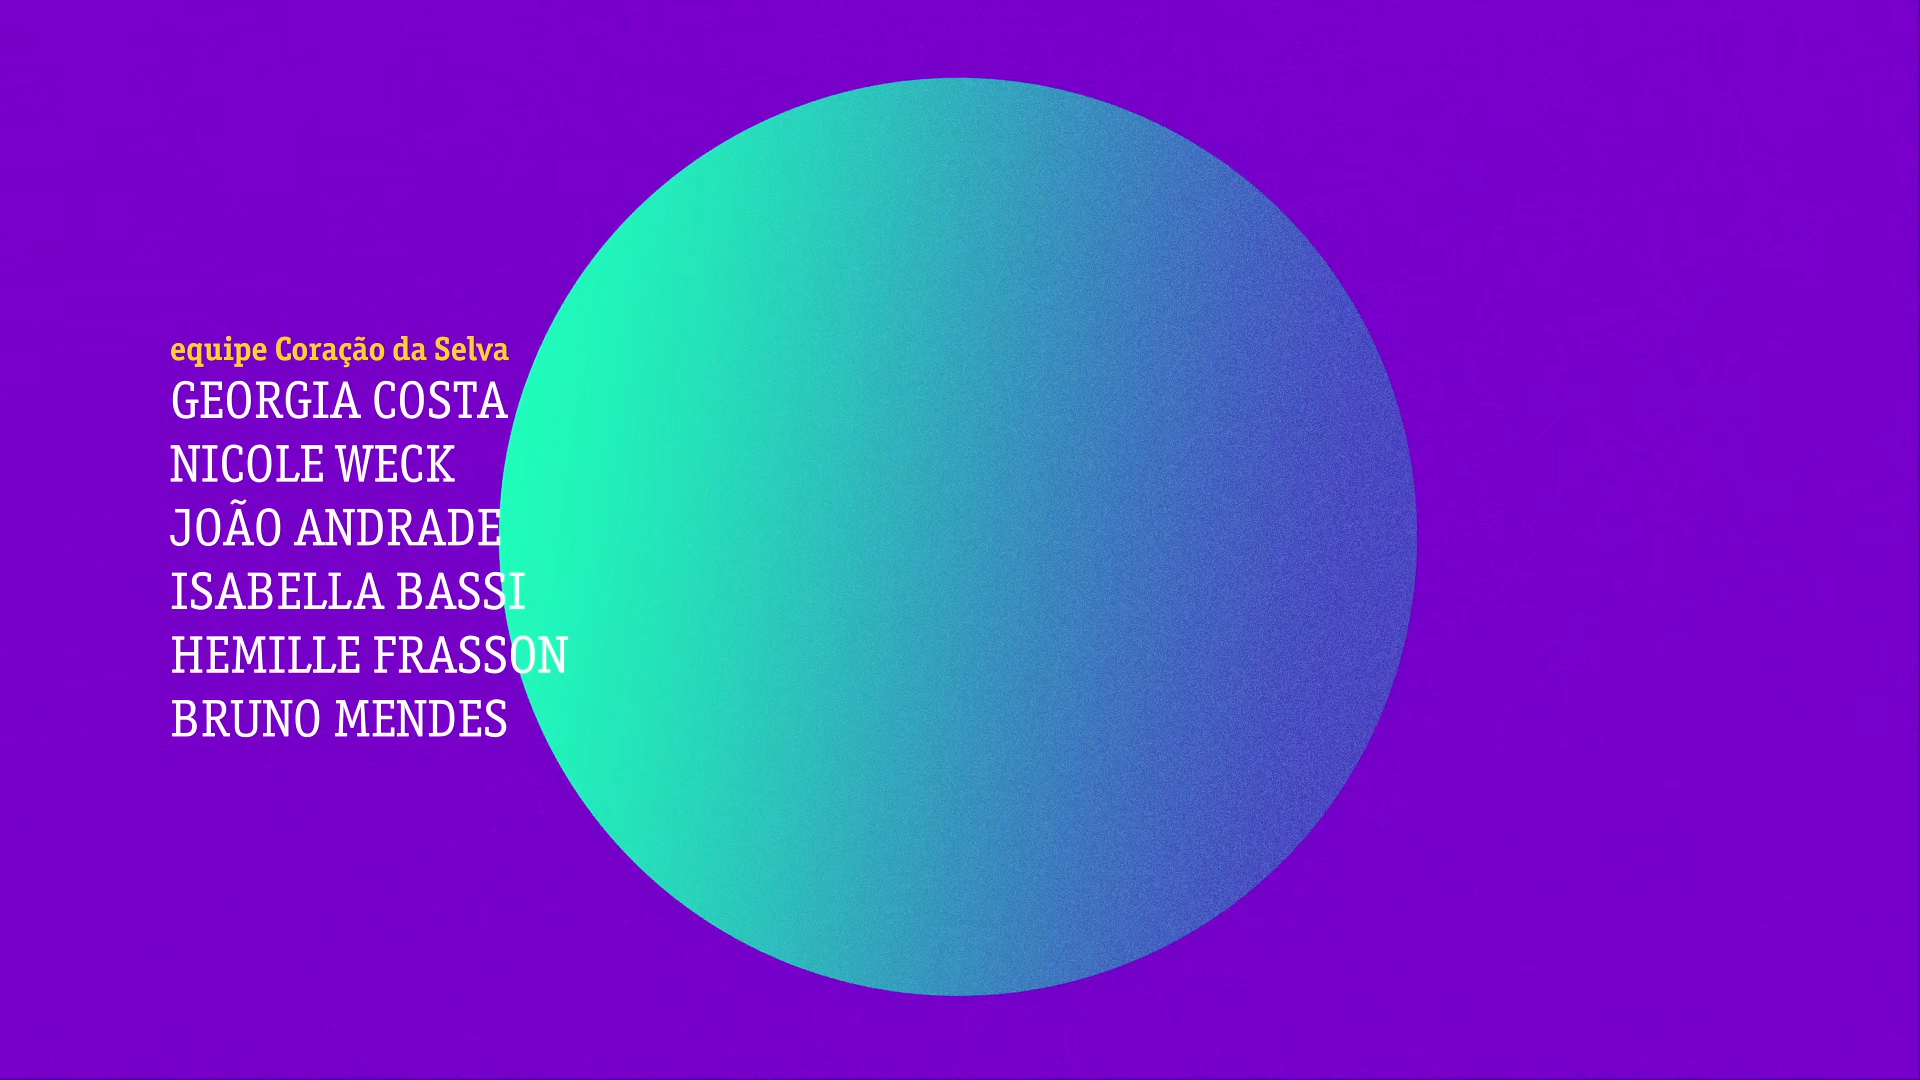 equipe Coração da Selva
GEORGIA COSTA
NICOLE WECK
JOÃO ANDRADE
ISABELLA BASSI
HEMILLE FRASSON
BRUNO MENDES